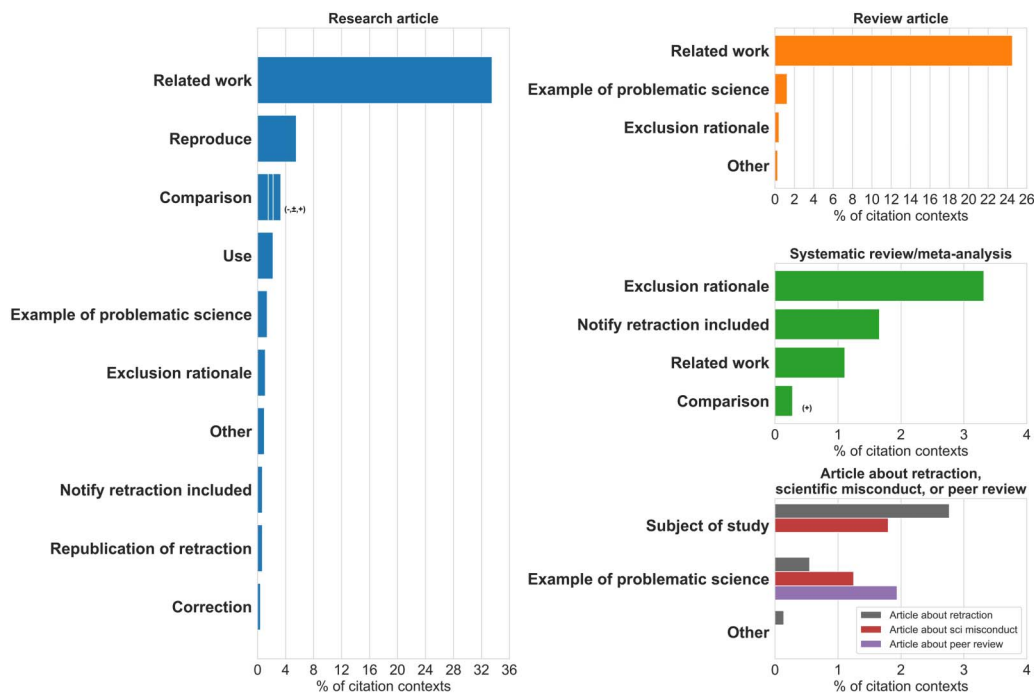 Research article
Related work
Reproduce
Comparison
(-,±,+)
Use
Example of problematic science
Exclusion rationale
Other
Notify retraction included
Republication of retraction
Correction
0 4 8 12 16 20 24 28 32 36
% of citation contexts
Review article
Related work
Example of problematic science
Exclusion rationale
Other
0 2 4 6 8 10 12 14 16 18 20 22 24 26
% of citation contexts
Systematic review/meta-analysis
Exclusion rationale
Notify retraction included
Related work
Comparison
(+)
0 1 2 3 4
% of citation contexts
Article about retraction,
scientific misconduct, or peer review
Subject of study
Example of problematic science
Other
Article about retraction
Article about sci misconduct
Article about peer review
0 1 2 3 4
% of citation contexts